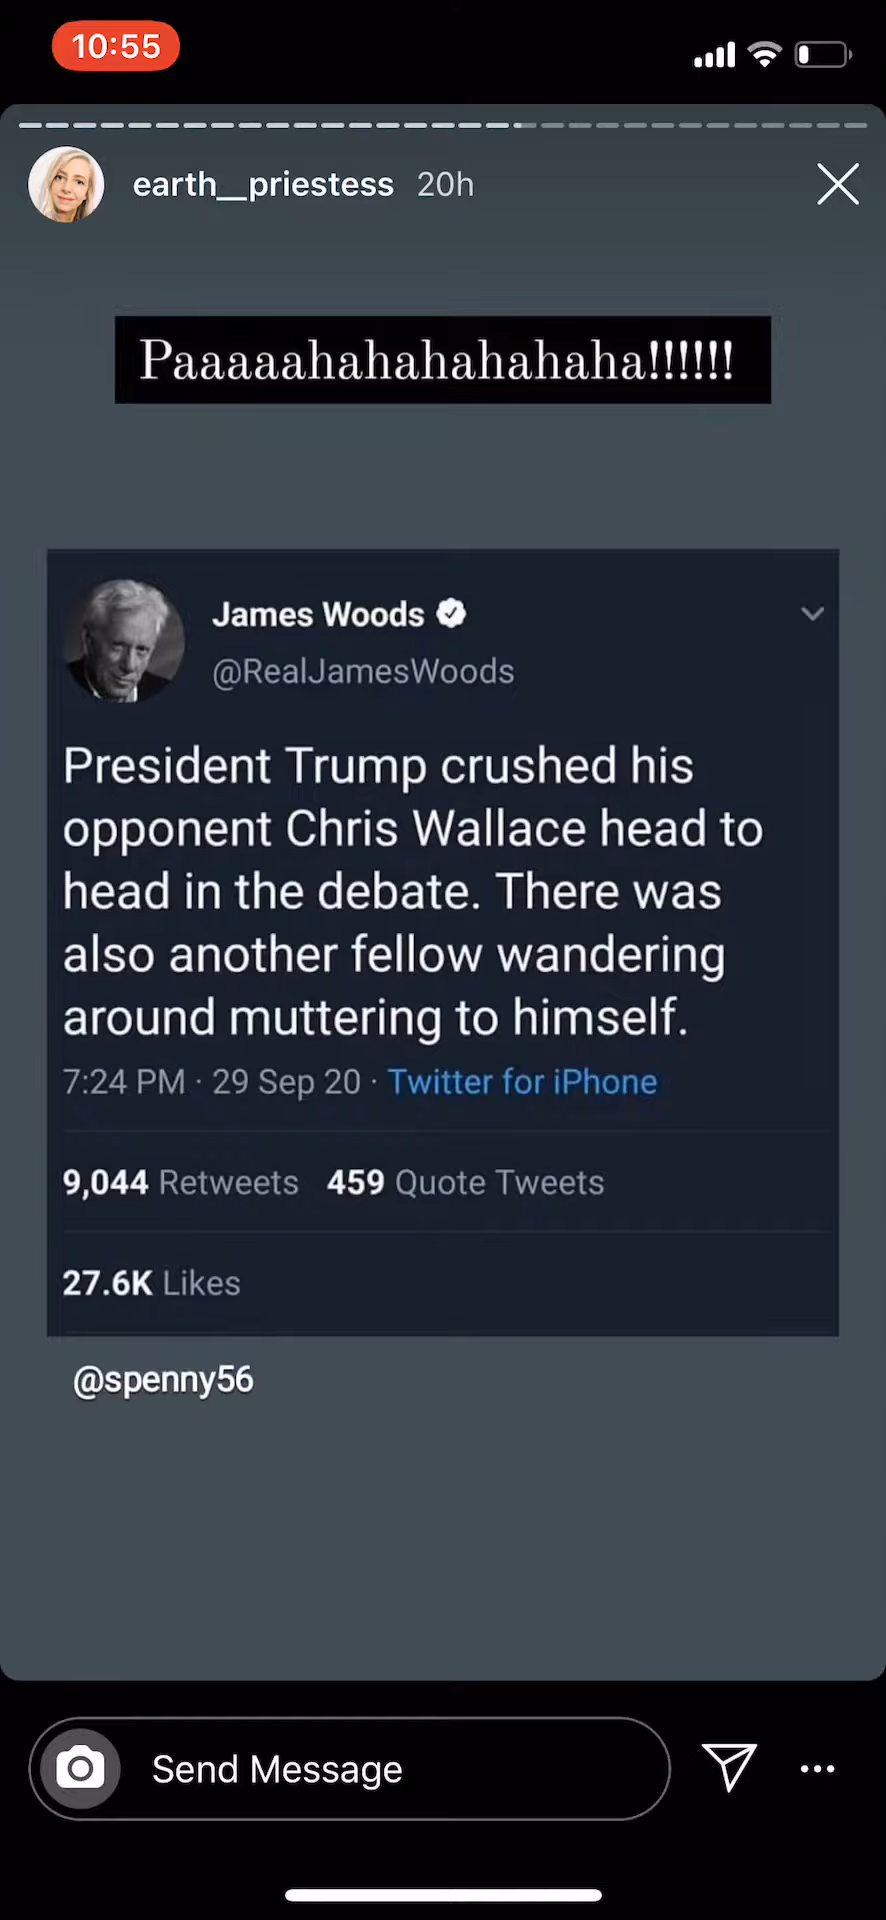 10:55
earth__priestess 20h
Paaaaahahahahahaha!!!!!!
James Woods
@RealJamesWoods
President Trump crushed his
opponent Chris Wallace head to
head in the debate. There was
also another fellow wandering
around muttering to himself.
7:24 PM · 29 Sep 20 · Twitter for iPhone
9,044 Retweets 459 Quote Tweets
27.6K Likes
@spenny56
Send Message